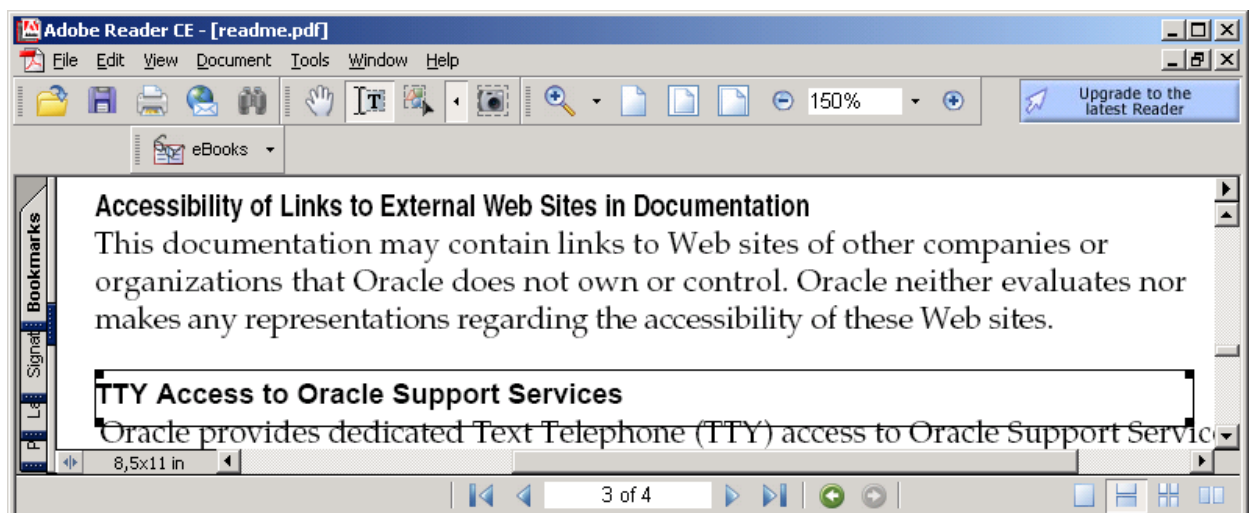 Adobe Reader CE - [readme.pdf]
File Edit View Document Tools Window Help
150%
Upgrade to the
latest Reader
eBooks
Bookmarks
Signat
La
P
Accessibility of Links to External Web Sites in Documentation
This documentation may contain links to Web sites of other companies or
organizations that Oracle does not own or control. Oracle neither evaluates nor
makes any representations regarding the accessibility of these Web sites.
TTY Access to Oracle Support Services
Oracle provides dedicated Text Telephone (TTY) access to Oracle Support Servic
8,5x11 in
3 of 4